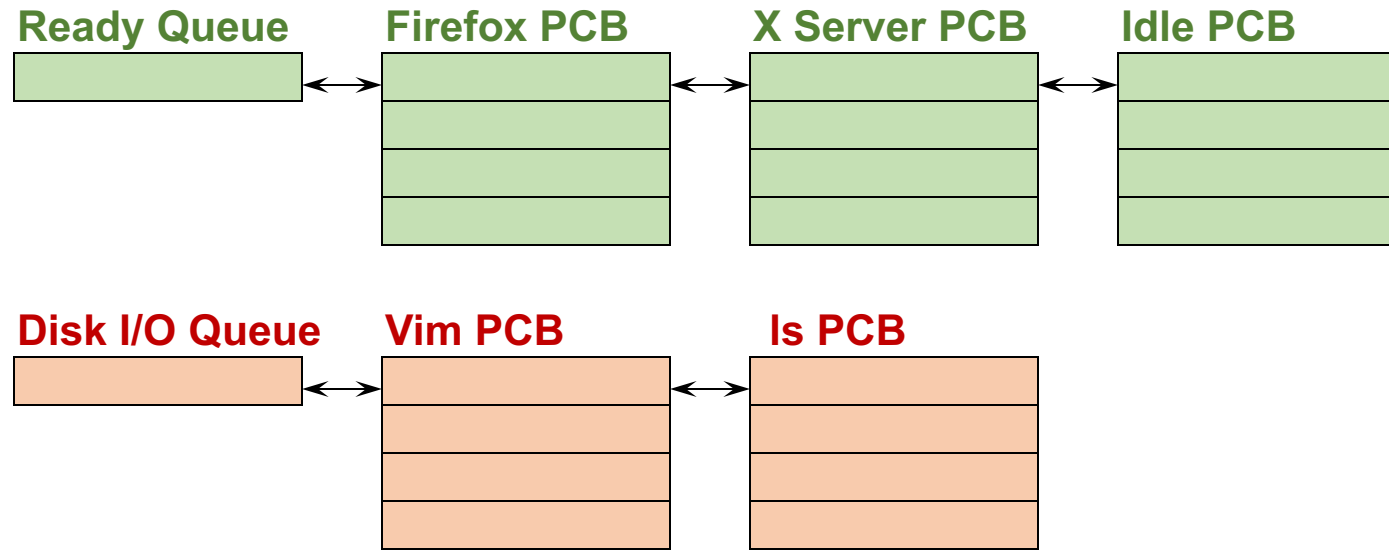 Ready Queue Firefox PCB X Server PCB Idle PCB
Disk I/O Queue Vim PCB ls PCB